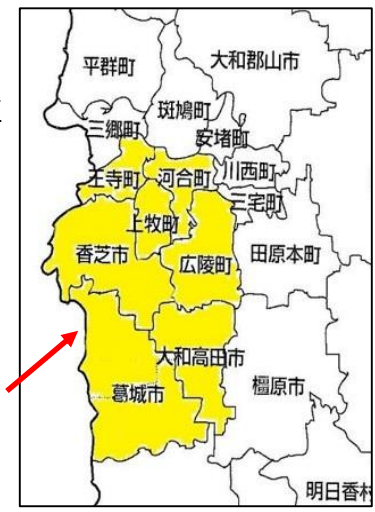 平群町
大和郡山市
斑鳩町
三郷町
安堵町
王寺町
河合町
川西町
三宅町
上牧町
香芝市
広陵町
田原本町
大和高田市
葛城市
橿原市
明日香村